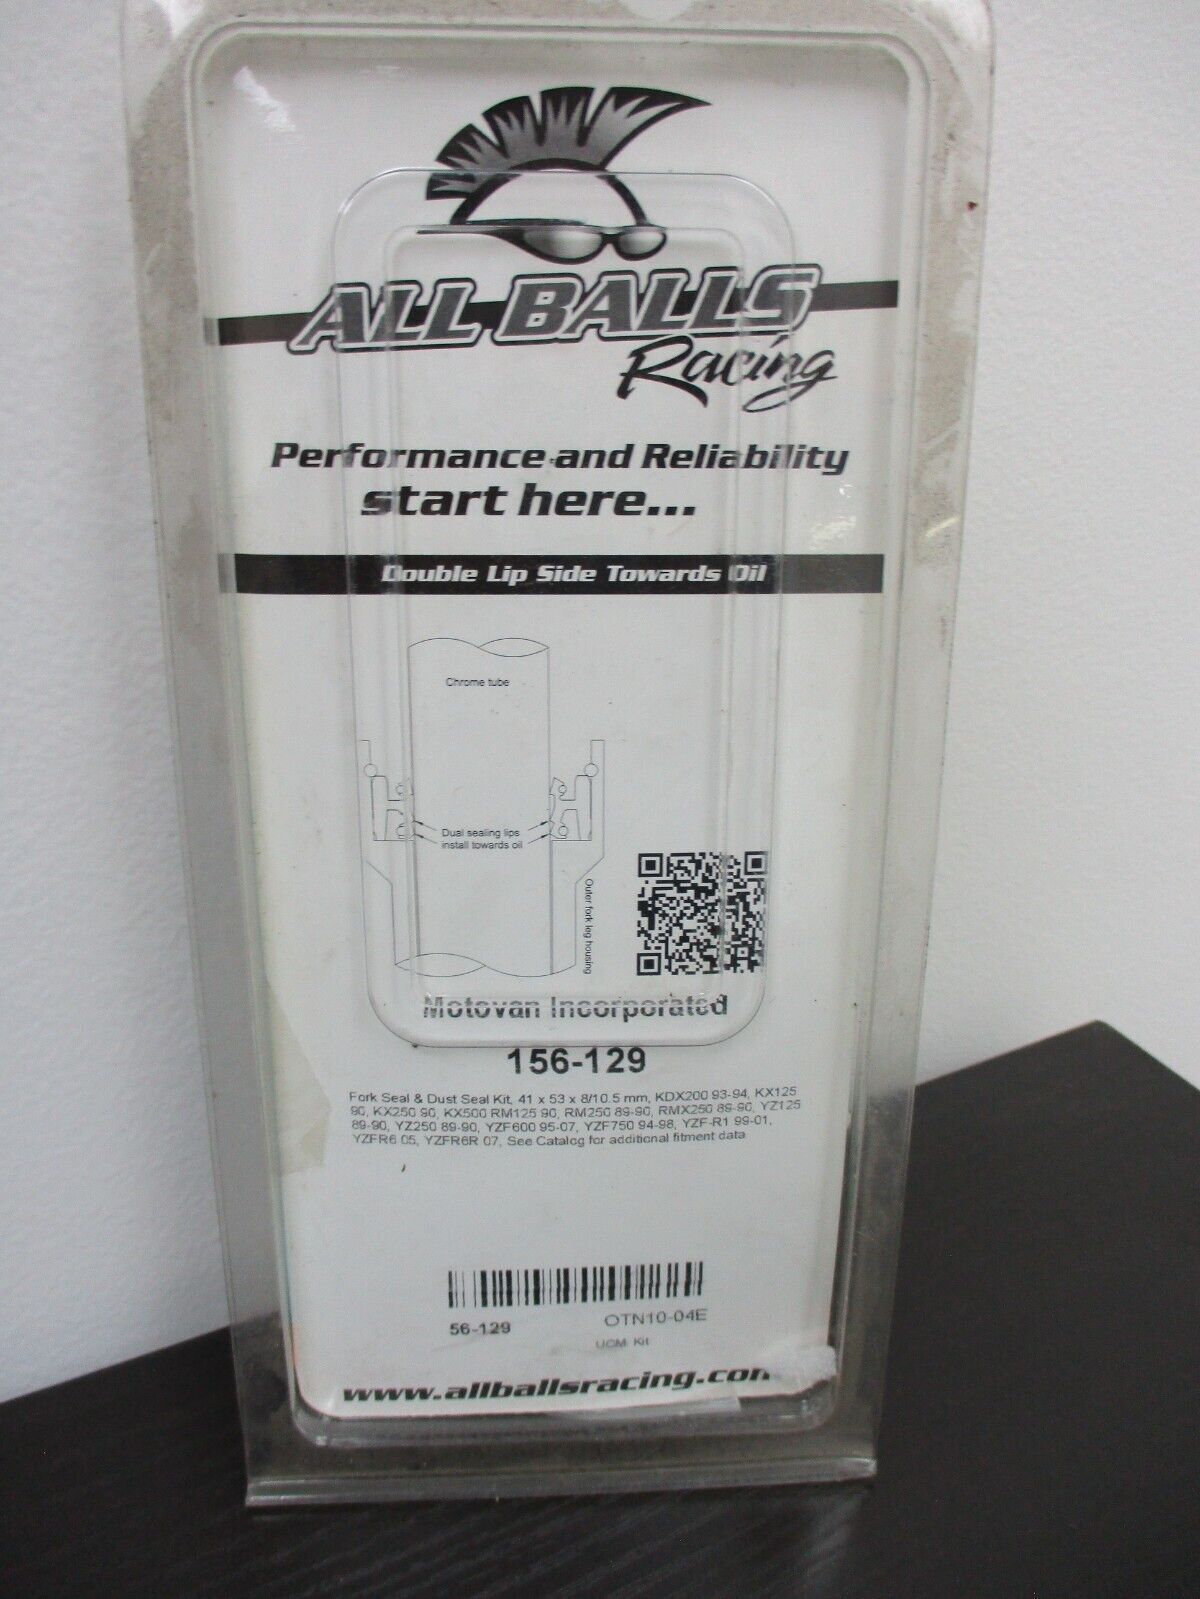 ALL BALLS
Racing
Performance and Reliability
start here...
Double Lip Side Towards Oil
Chrome tube
Dual sealing lips
install towards oil
Outer fork leg housing
Motovan Incorporated
156-129
Fork Seal & Dust Seal Kit, 41 x 53 x 8/10.5 mm, KDX200 93-94, KX125
90, KX250 90, KX500 RM125 90, RM250 89-90, RMX250 89-90, YZ125
89-90, YZ250 89-90, YZF600 95-07, YZF750 94-98, YZF-R1 99-01,
YZFR6 05, YZFR6R 07, See Catalog for additional fitment data
56-129
OTN10-04E
UOM: Kit
www.allballsracing.com